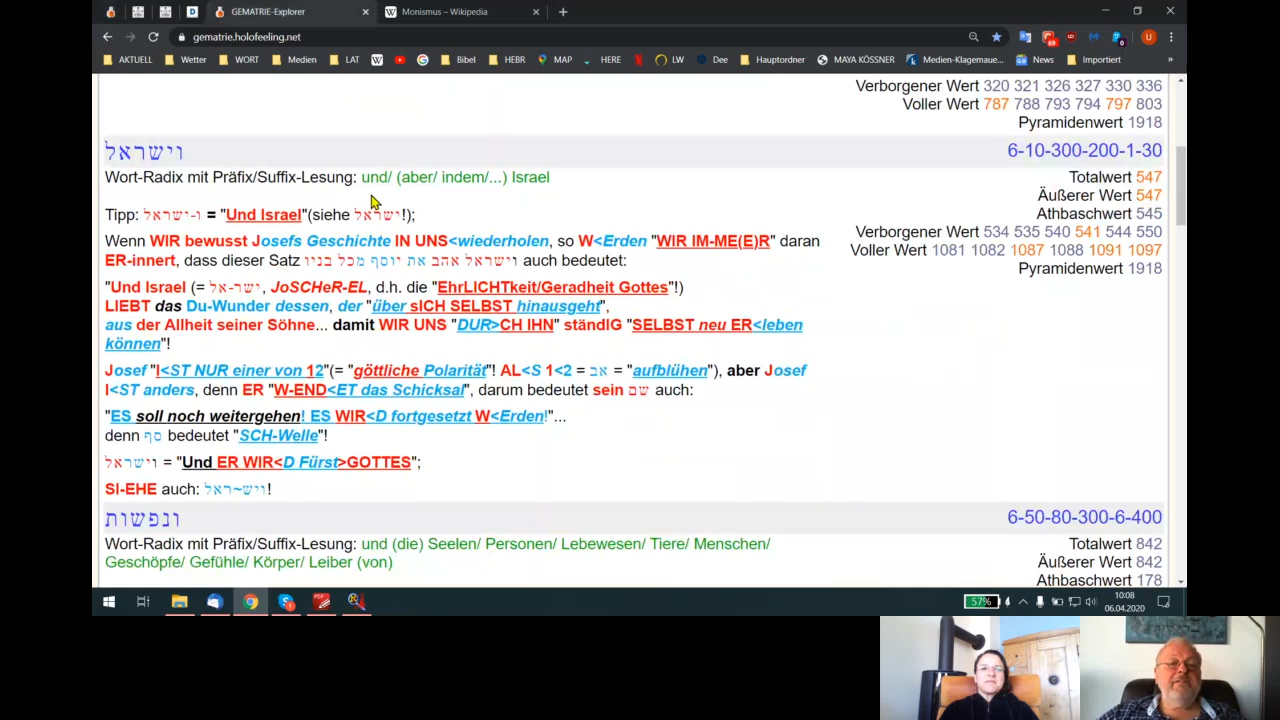 GEMATRIE-Explorer
Monismus – Wikipedia
gematrie.holofeeling.net
AKTUELL Wetter WORT Medien LAT Bibel HEBR MAP HERE LW Dee Hauptordner MAYA KÖSSNER Medien-Klagemaue... News Importiert »
Verborgener Wert 320 321 326 327 330 336
Voller Wert 787 788 793 794 797 803
Pyramidenwert 1918
וישראל 6-10-300-200-1-30
Wort-Radix mit Präfix/Suffix-Lesung: und/ (aber/ indem/...) Israel
Totalwert 547
Äußerer Wert 547
Athbaschwert 545
Verborgener Wert 534 535 540 541 544 550
Voller Wert 1081 1082 1087 1088 1091 1097
Pyramidenwert 1918
Tipp: ו-ישראל = "Und Israel"(siehe ישראל!);
Wenn WIR bewusst Josefs Geschichte IN UNS<wiederholen, so W<Erden "WIR IM-ME(E)R" daran
ER-innert, dass dieser Satz וישראל אהב את יוסף מכל בניו auch bedeutet:
"Und Israel (= ישר-אל, JoSCHeR-EL, d.h. die "EhrLICHTkeit/Geradheit Gottes"!)
LIEBT das Du-Wunder dessen, der "über sICH SELBST hinausgeht",
aus der Allheit seiner Söhne... damit WIR UNS "DUR>CH IHN" ständIG "SELBST neu ER<leben
können"!
Josef "I<ST NUR einer von 12"(= "göttliche Polarität"! AL<S 1<2 = אב = "aufblühen"), aber Josef
I<ST anders, denn ER "W-END<ET das Schicksal", darum bedeutet sein שם auch:
"ES soll noch weitergehen! ES WIR<D fortgesetzt W<Erden!"...
denn סף bedeutet "SCH-Welle"!
וישראל = "Und ER WIR<D Fürst>GOTTES";
SI-EHE auch: ויש~ראל!
ונפשות 6-50-80-300-6-400
Wort-Radix mit Präfix/Suffix-Lesung: und (die) Seelen/ Personen/ Lebewesen/ Tiere/ Menschen/
Geschöpfe/ Gefühle/ Körper/ Leiber (von)
Totalwert 842
Äußerer Wert 842
Athbaschwert 178
57%
10:08
06.04.2020